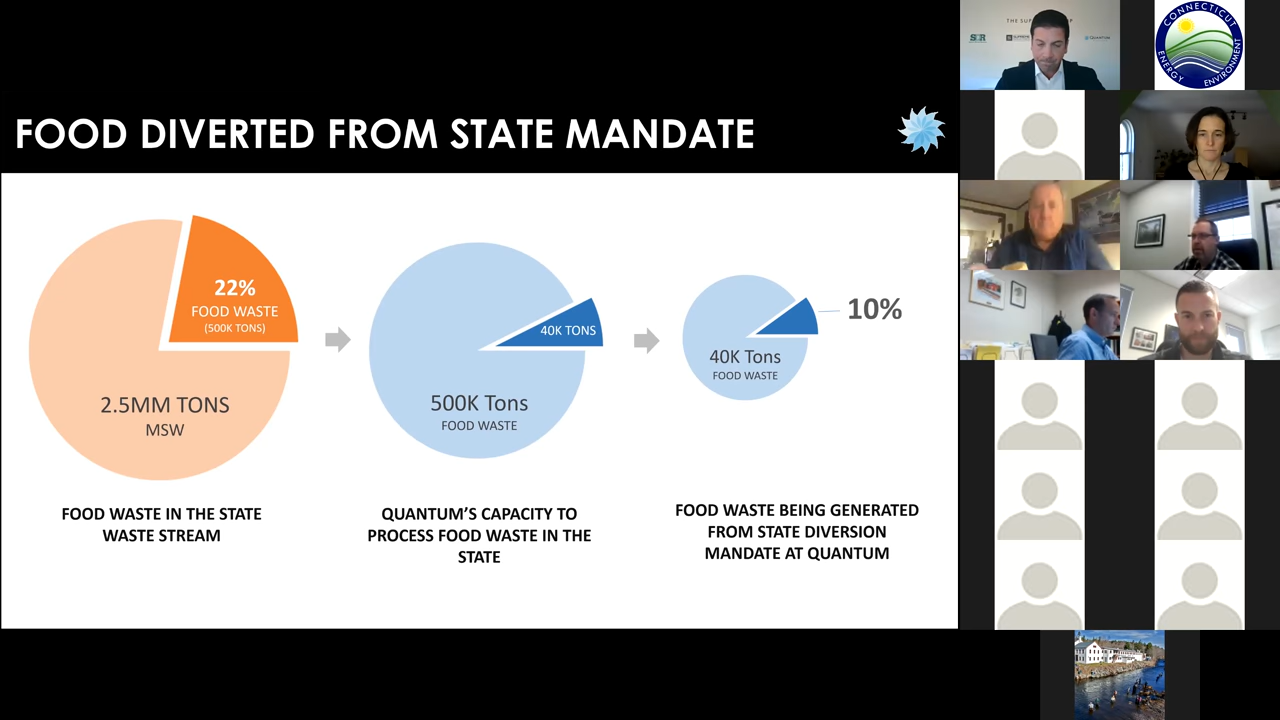 FOOD DIVERTED FROM STATE MANDATE
22%
FOOD WASTE
(500K TONS)
2.5MM TONS
MSW
FOOD WASTE IN THE STATE
WASTE STREAM
40K TONS
500K Tons
FOOD WASTE
QUANTUM'S CAPACITY TO
PROCESS FOOD WASTE IN THE
STATE
10%
40K Tons
FOOD WASTE
FOOD WASTE BEING GENERATED
FROM STATE DIVERSION
MANDATE AT QUANTUM
CONNECTICUT
ENERGY ENVIRONMENT